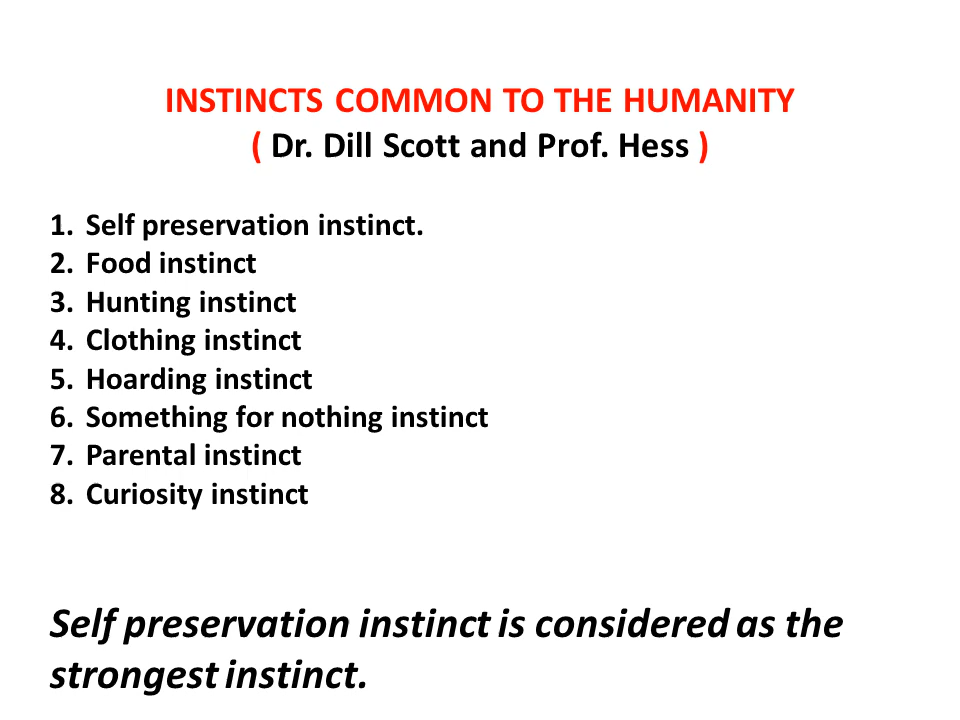 INSTINCTS COMMON TO THE HUMANITY
( Dr. Dill Scott and Prof. Hess )
1. Self preservation instinct.
2. Food instinct
3. Hunting instinct
4. Clothing instinct
5. Hoarding instinct
6. Something for nothing instinct
7. Parental instinct
8. Curiosity instinct
Self preservation instinct is considered as the
strongest instinct.